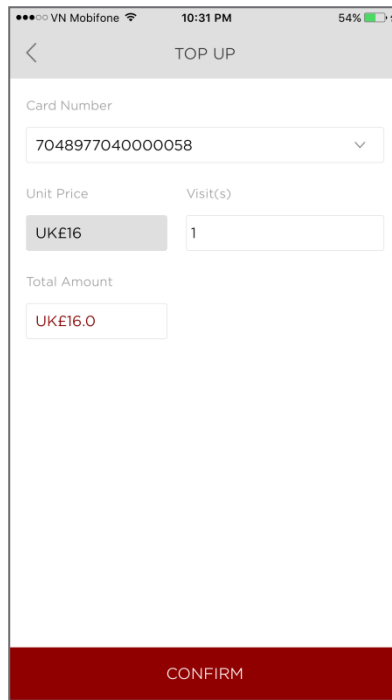 VN Mobifone 10:31 PM 54%
TOP UP
Card Number
7048977040000058
Unit Price Visit(s)
UK£16 1
Total Amount
UK£16.0
CONFIRM